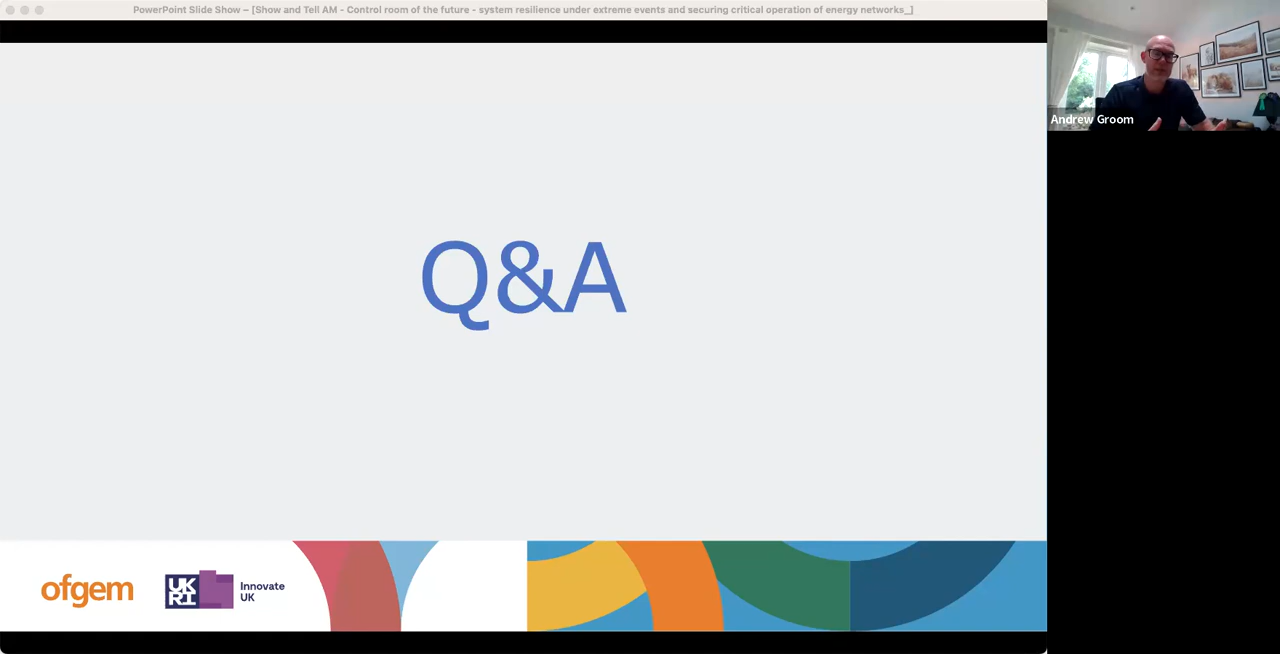 PowerPoint Slide Show – [Show and Tell AM - Control room of the future - system resilience under extreme events and securing critical operation of energy networks_]
Andrew Groom
Q&A
ofgem
UK
RI
Innovate
UK